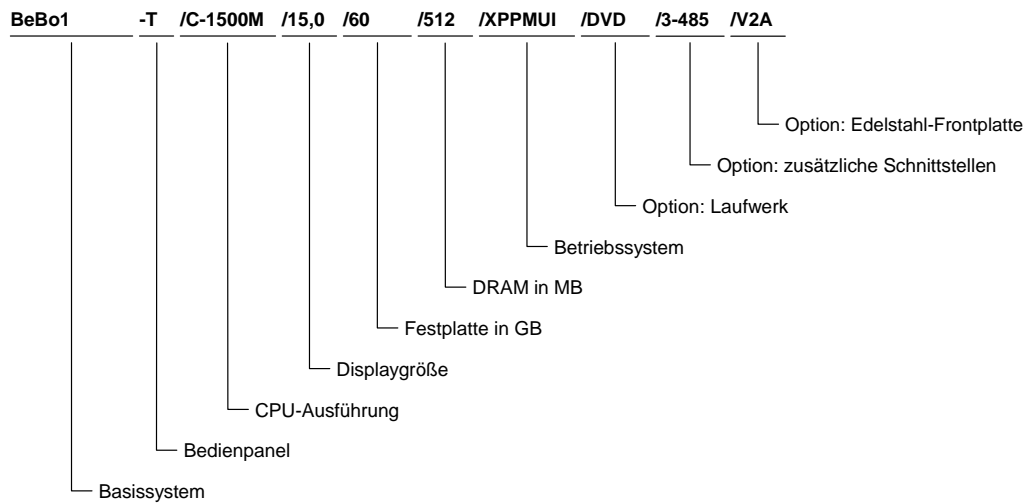 BeBo1 -T /C-1500M /15,0 /60 /512 /XPPMUI /DVD /3-485 /V2A
Option: Edelstahl-Frontplatte
Option: zusätzliche Schnittstellen
Option: Laufwerk
Betriebssystem
DRAM in MB
Festplatte in GB
Displaygröße
CPU-Ausführung
Bedienpanel
Basissystem